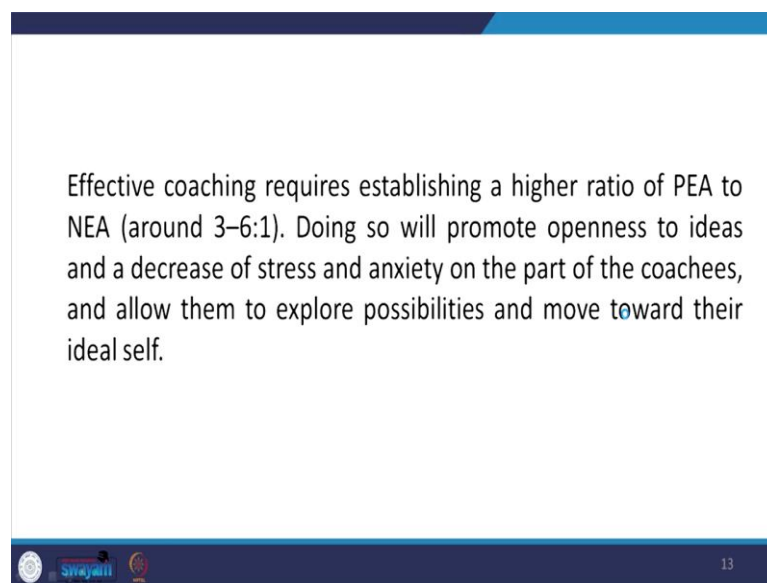 Effective coaching requires establishing a higher ratio of PEA to
NEA (around 3–6:1). Doing so will promote openness to ideas
and a decrease of stress and anxiety on the part of the coachees,
and allow them to explore possibilities and move toward their
ideal self.
swayam
13